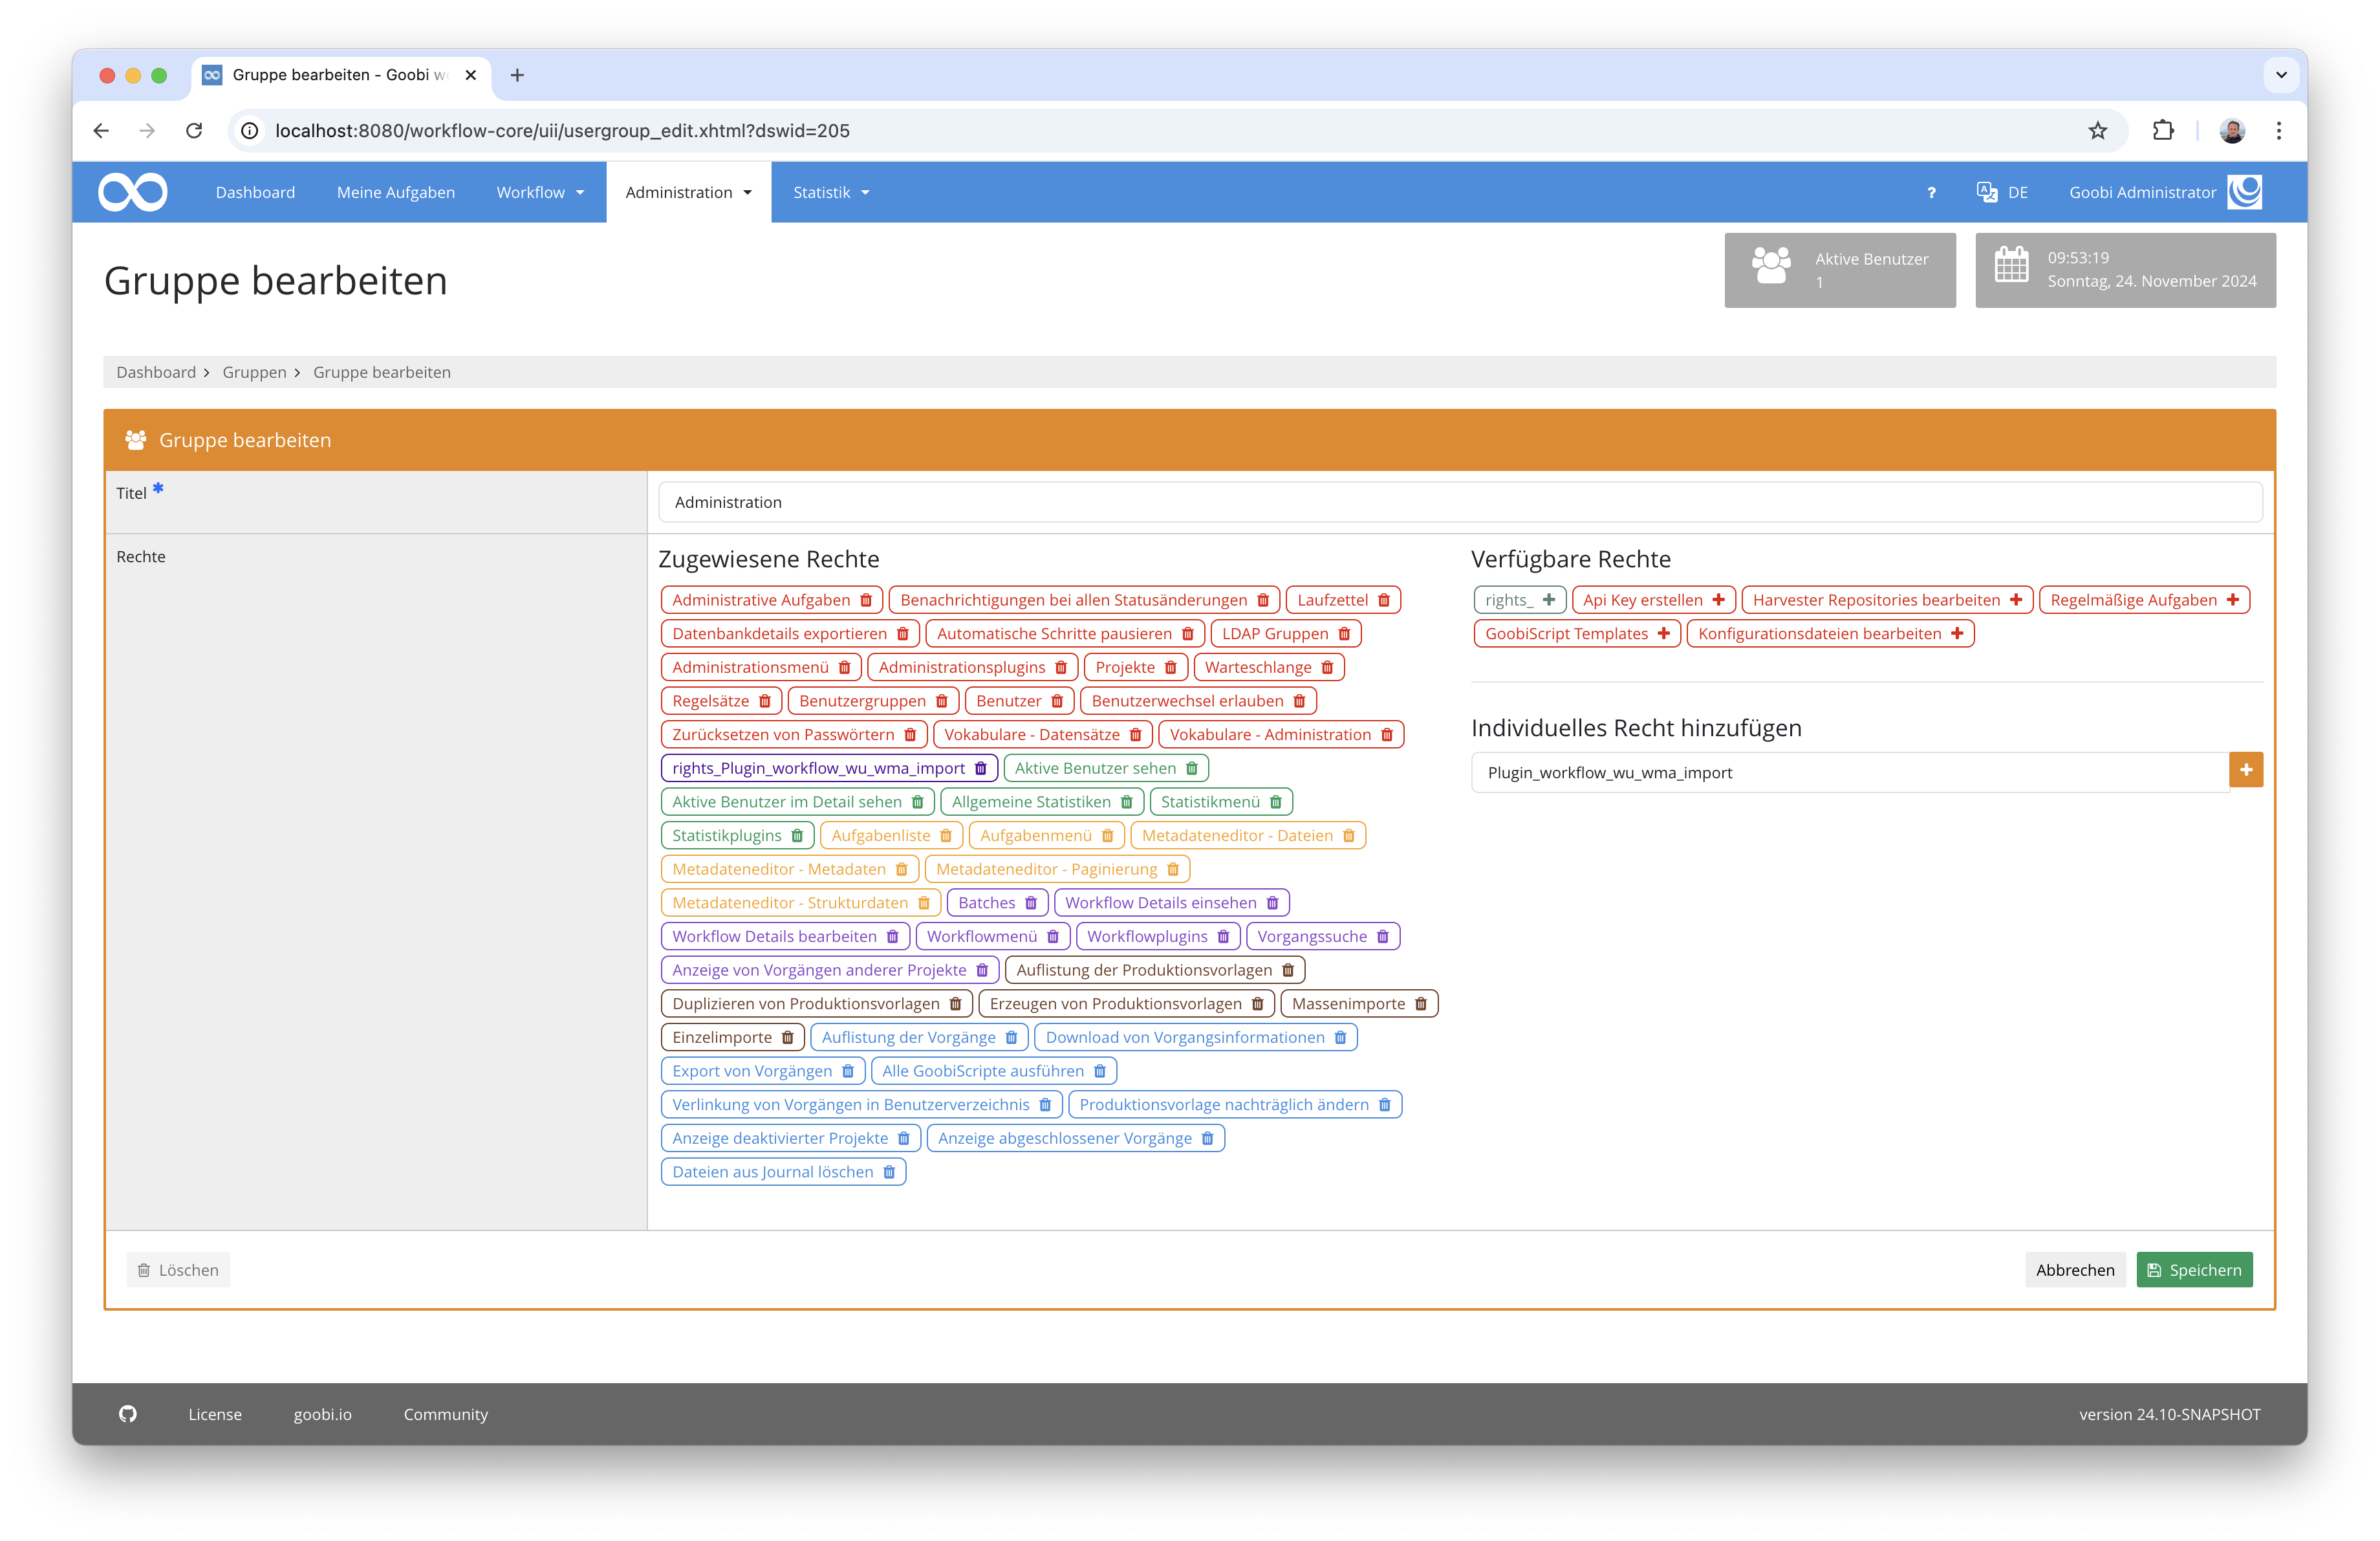 Gruppe bearbeiten - Goobi w
localhost:8080/workflow-core/uii/usergroup_edit.xhtml?dswid=205
Dashboard Meine Aufgaben Workflow Administration Statistik ? DE Goobi Administrator
Gruppe bearbeiten
Aktive Benutzer
1
09:53:19
Sonntag, 24. November 2024
Dashboard > Gruppen > Gruppe bearbeiten
Gruppe bearbeiten
Titel *
Administration
Rechte
Zugewiesene Rechte
Administrative Aufgaben Benachrichtigungen bei allen Statusänderungen Laufzettel
Datenbankdetails exportieren Automatische Schritte pausieren LDAP Gruppen
Administrationsmenü Administrationsplugins Projekte Warteschlange
Regelsätze Benutzergruppen Benutzer Benutzerwechsel erlauben
Zurücksetzen von Passwörtern Vokabulare - Datensätze Vokabulare - Administration
rights_Plugin_workflow_wu_wma_import Aktive Benutzer sehen
Aktive Benutzer im Detail sehen Allgemeine Statistiken Statistikmenü
Statistikplugins Aufgabenliste Aufgabenmenü Metadateneditor - Dateien
Metadateneditor - Metadaten Metadateneditor - Paginierung
Metadateneditor - Strukturdaten Batches Workflow Details einsehen
Workflow Details bearbeiten Workflowmenü Workflowplugins Vorgangssuche
Anzeige von Vorgängen anderer Projekte Auflistung der Produktionsvorlagen
Duplizieren von Produktionsvorlagen Erzeugen von Produktionsvorlagen Massenimporte
Einzelimporte Auflistung der Vorgänge Download von Vorgangsinformationen
Export von Vorgängen Alle GoobiScripte ausführen
Verlinkung von Vorgängen in Benutzerverzeichnis Produktionsvorlage nachträglich ändern
Anzeige deaktivierter Projekte Anzeige abgeschlossener Vorgänge
Dateien aus Journal löschen
Verfügbare Rechte
rights_ Api Key erstellen Harvester Repositories bearbeiten Regelmäßige Aufgaben
GoobiScript Templates Konfigurationsdateien bearbeiten
Individuelles Recht hinzufügen
Plugin_workflow_wu_wma_import
Löschen Abbrechen Speichern
License goobi.io Community version 24.10-SNAPSHOT